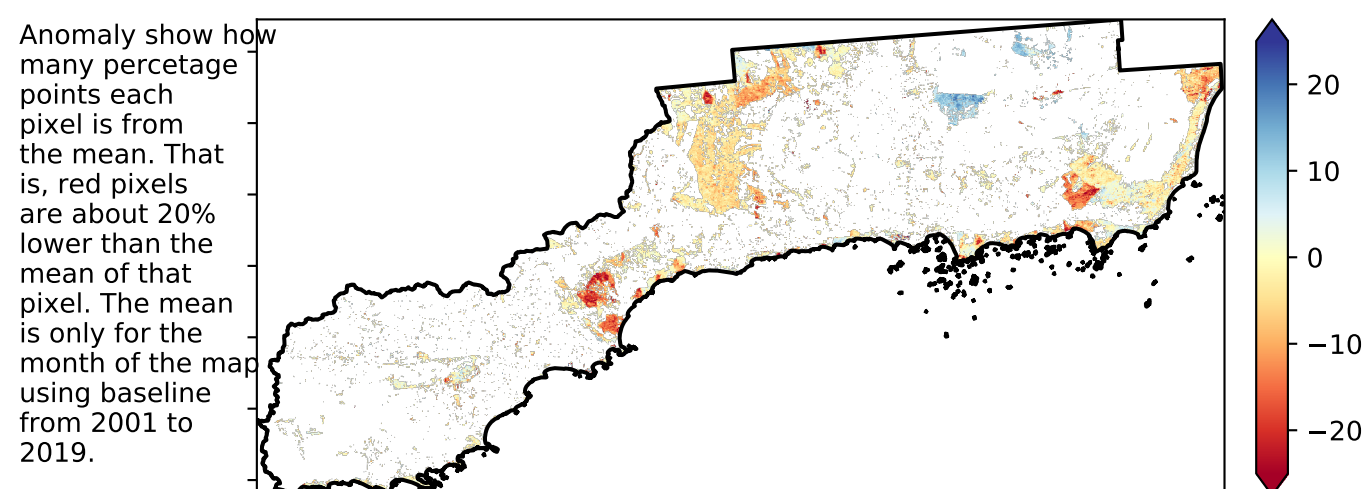 Anomaly show how
many percetage
points each
pixel is from
the mean. That
is, red pixels
are about 20%
lower than the
mean of that
pixel. The mean
is only for the
month of the map
using baseline
from 2001 to
2019.
20
10
0
−10
−20